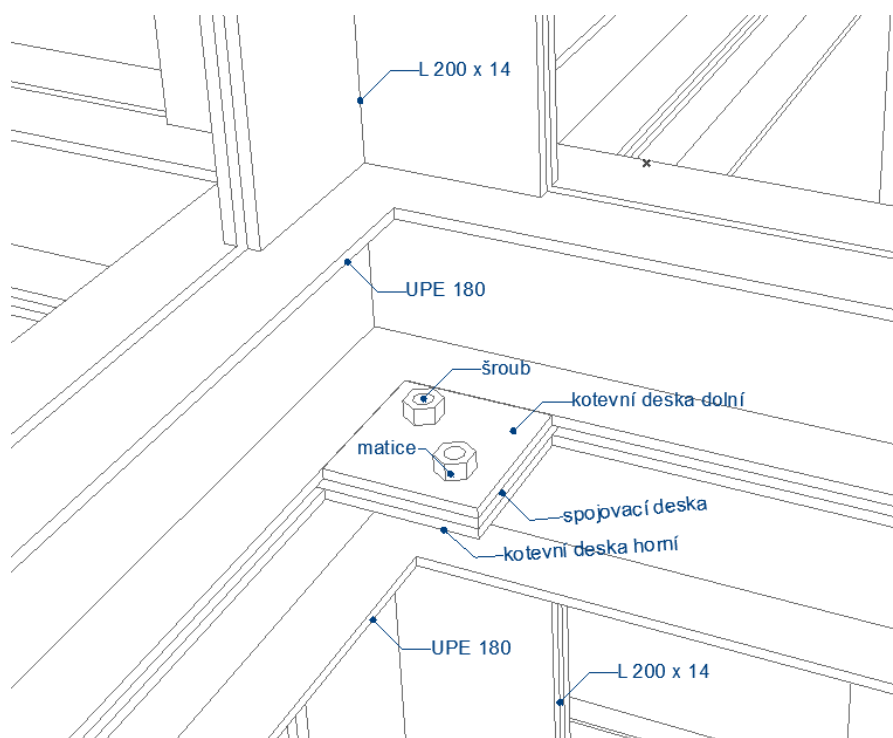 L 200 x 14
UPE 180
šroub
kotevní deska dolní
matice
spojovací deska
kotevní deska horní
UPE 180
L 200 x 14